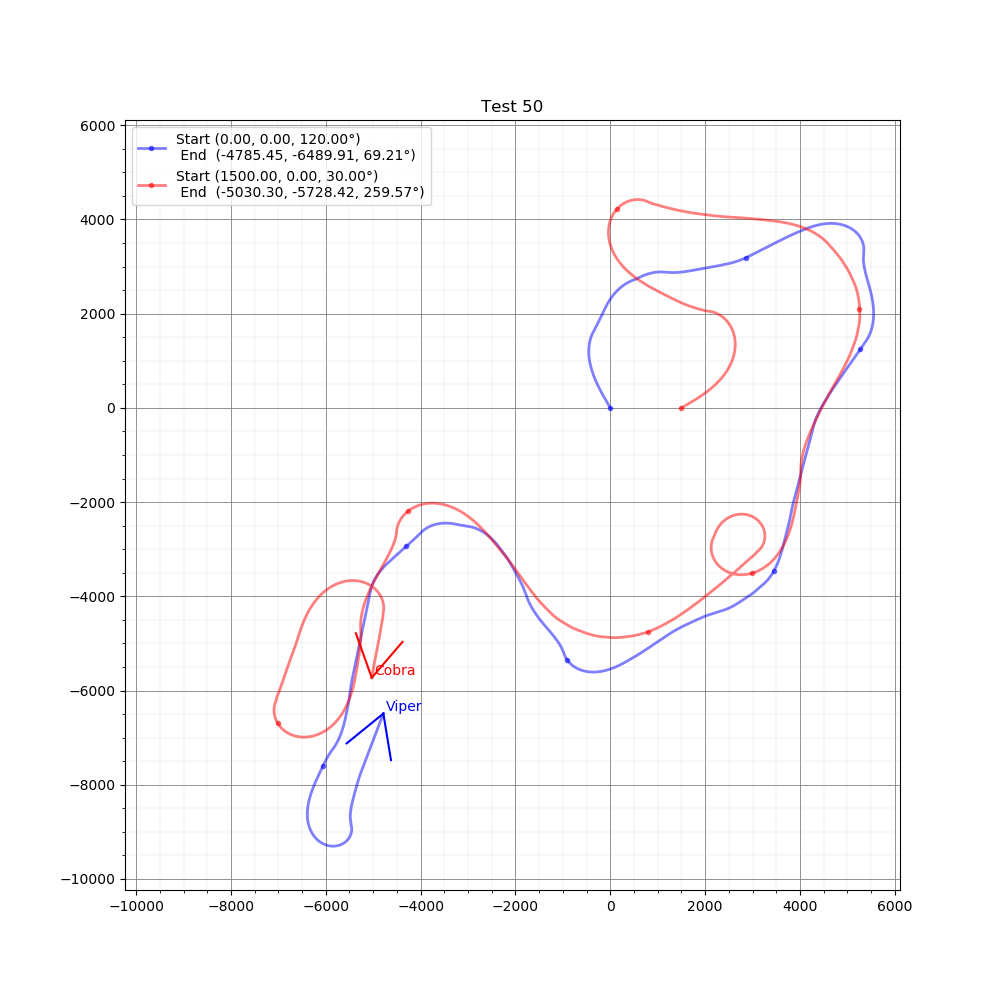 Test 50
Start (0.00, 0.00, 120.00°)
End (-4785.45, -6489.91, 69.21°)
Start (1500.00, 0.00, 30.00°)
End (-5030.30, -5728.42, 259.57°)
6000
4000
2000
0
−2000
−4000
−6000
−8000
−10000
Cobra
Viper
−10000 −8000 −6000 −4000 −2000 0 2000 4000 6000